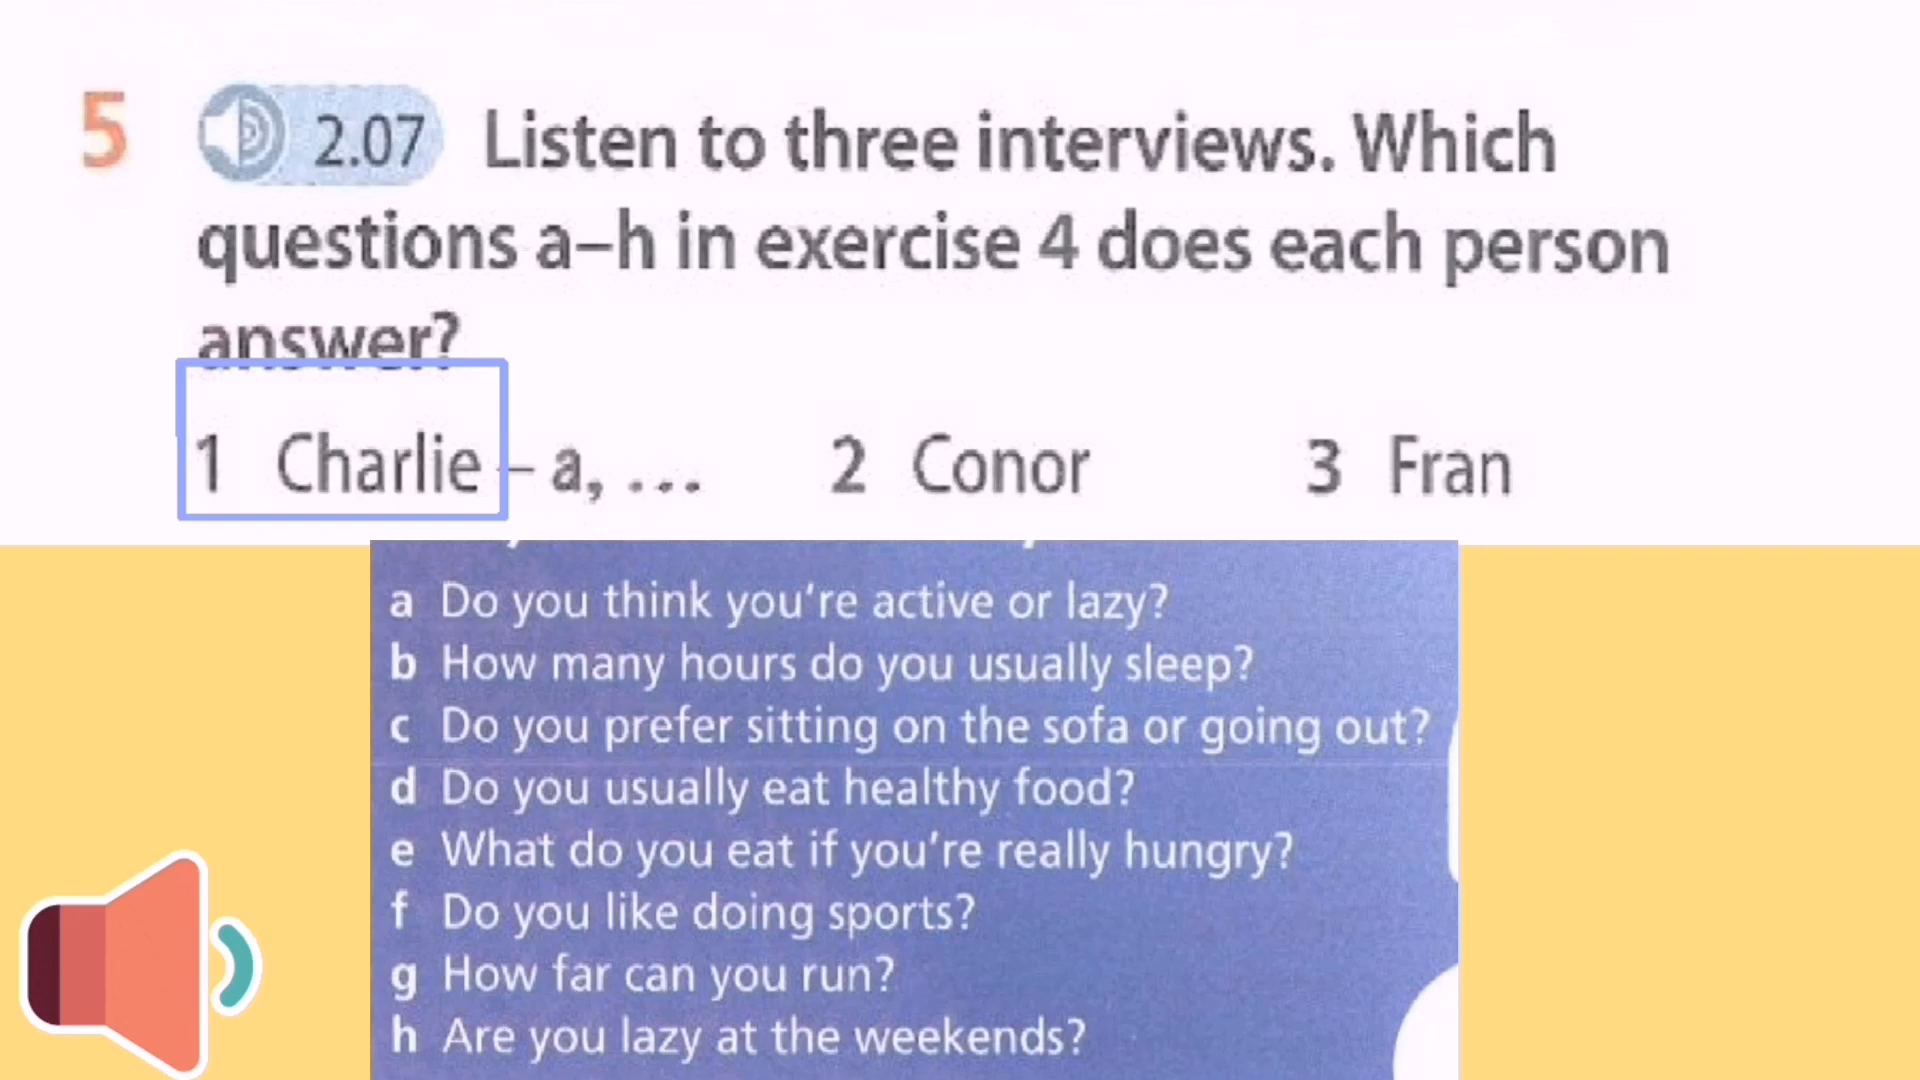 5 2.07 Listen to three interviews. Which
questions a–h in exercise 4 does each person
answer?
1 Charlie – a, ... 2 Conor 3 Fran
a Do you think you're active or lazy?
b How many hours do you usually sleep?
c Do you prefer sitting on the sofa or going out?
d Do you usually eat healthy food?
e What do you eat if you're really hungry?
f Do you like doing sports?
g How far can you run?
h Are you lazy at the weekends?